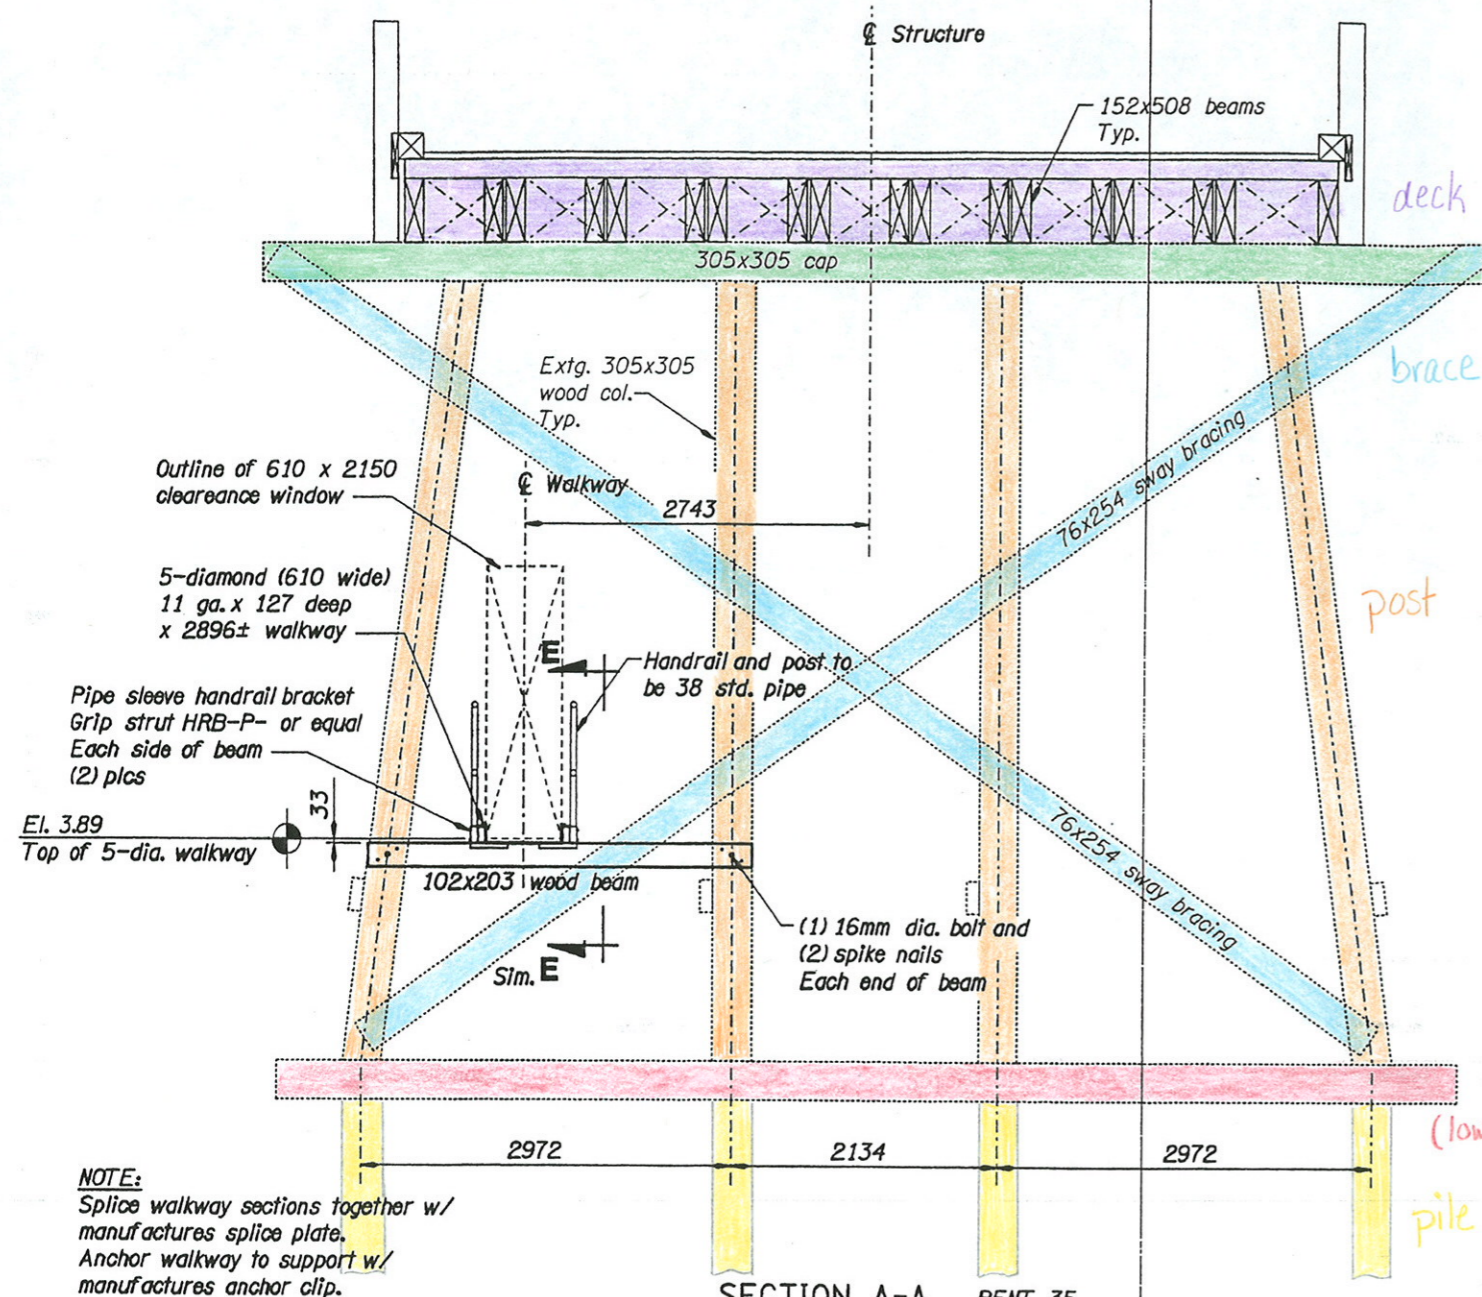 ℄ Structure
152x508 beams
Typ.
deck
305x305 cap
brace
Extg. 305x305
wood col.
Typ.
76x254 sway bracing
Outline of 610 x 2150
clereance window
℄ Walkway
2743
5-diamond (610 wide)
11 ga. x 127 deep
x 2896± walkway
post
E
Handrail and post to
be 38 std. pipe
Pipe sleeve handrail bracket
Grip strut HRB-P- or equal
Each side of beam
(2) plcs
33
El. 3.89
Top of 5-dia. walkway
76x254 sway bracing
102x203 wood beam
(1) 16mm dia. bolt and
(2) spike nails
Each end of beam
Sim. E
(low
2972
2134
2972
NOTE:
Splice walkway sections together w/
manufactures splice plate.
Anchor walkway to support w/
manufactures anchor clip.
pile
SECTION A-A BENT 35